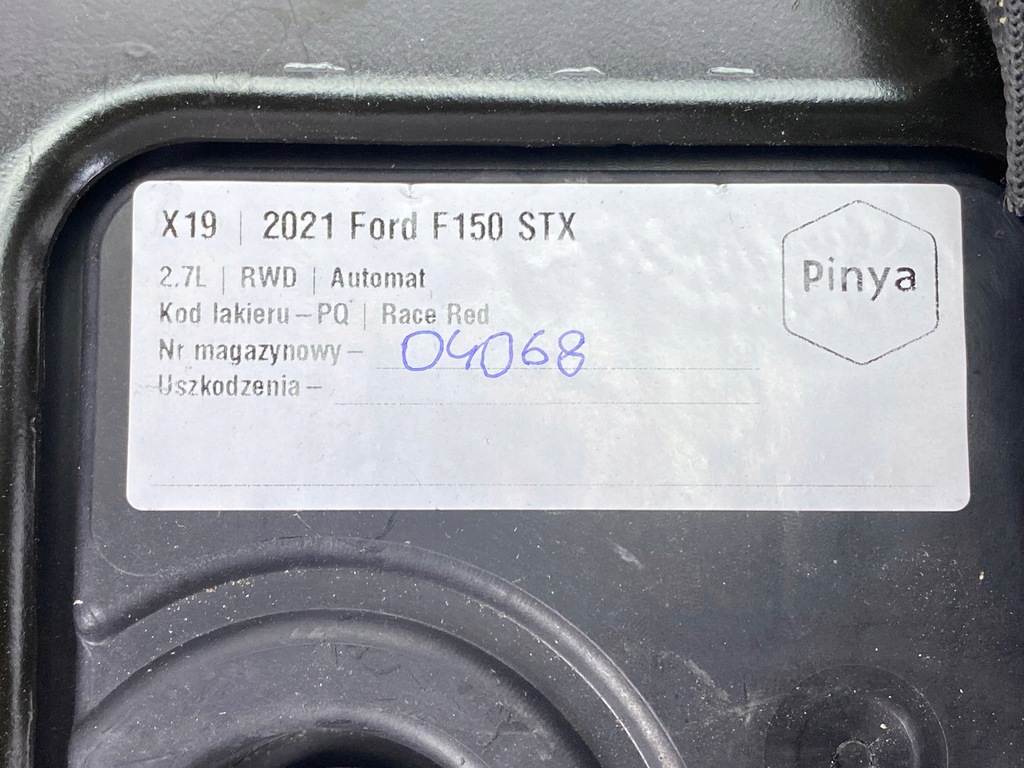 X19 | 2021 Ford F150 STX
2.7L | RWD | Automat
Kod lakieru – PQ | Race Red
Nr magazynowy – 04068
Uszkodzenia –
Pinya